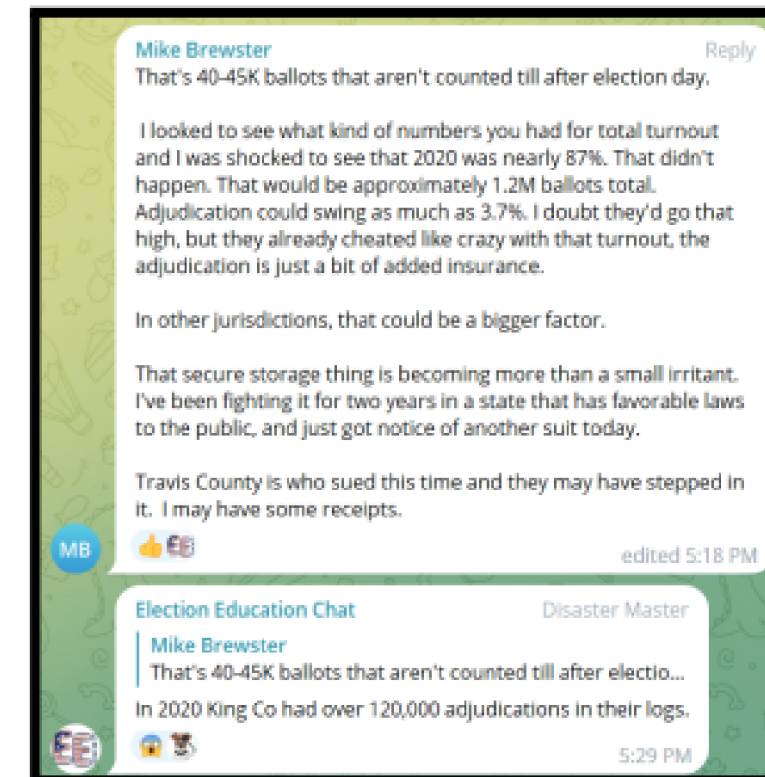 Mike Brewster Reply
That's 40-45K ballots that aren't counted till after election day.
I looked to see what kind of numbers you had for total turnout
and I was shocked to see that 2020 was nearly 87%. That didn't
happen. That would be approximately 1.2M ballots total.
Adjudication could swing as much as 3.7%. I doubt they'd go that
high, but they already cheated like crazy with that turnout, the
adjudication is just a bit of added insurance.
In other jurisdictions, that could be a bigger factor.
That secure storage thing is becoming more than a small irritant.
I've been fighting it for two years in a state that has favorable laws
to the public, and just got notice of another suit today.
Travis County is who sued this time and they may have stepped in
it. I may have some receipts.
MB
edited 5:18 PM
Election Education Chat Disaster Master
Mike Brewster
That's 40-45K ballots that aren't counted till after electio...
In 2020 King Co had over 120,000 adjudications in their logs.
5:29 PM